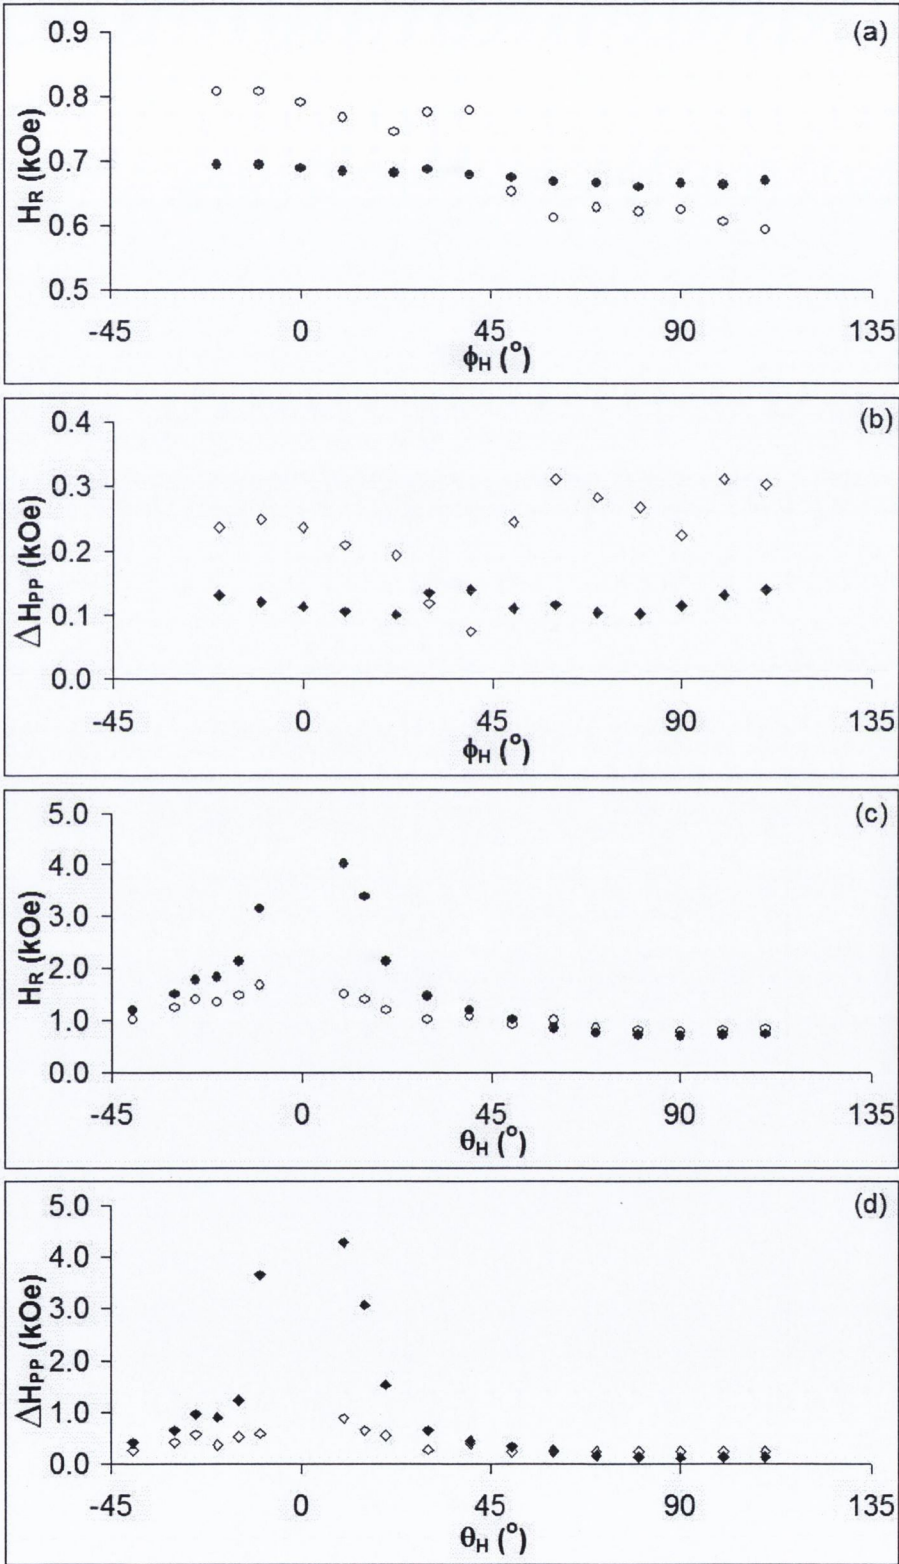 (a)
0.9
0.8
0.7
0.6
0.5
H_R (kOe)
-45 0 45 90 135
ϕ_H (°)
(b)
0.4
0.3
0.2
0.1
0.0
ΔH_PP (kOe)
-45 0 45 90 135
ϕ_H (°)
(c)
5.0
4.0
3.0
2.0
1.0
0.0
H_R (kOe)
-45 0 45 90 135
θ_H (°)
(d)
5.0
4.0
3.0
2.0
1.0
0.0
ΔH_PP (kOe)
-45 0 45 90 135
θ_H (°)